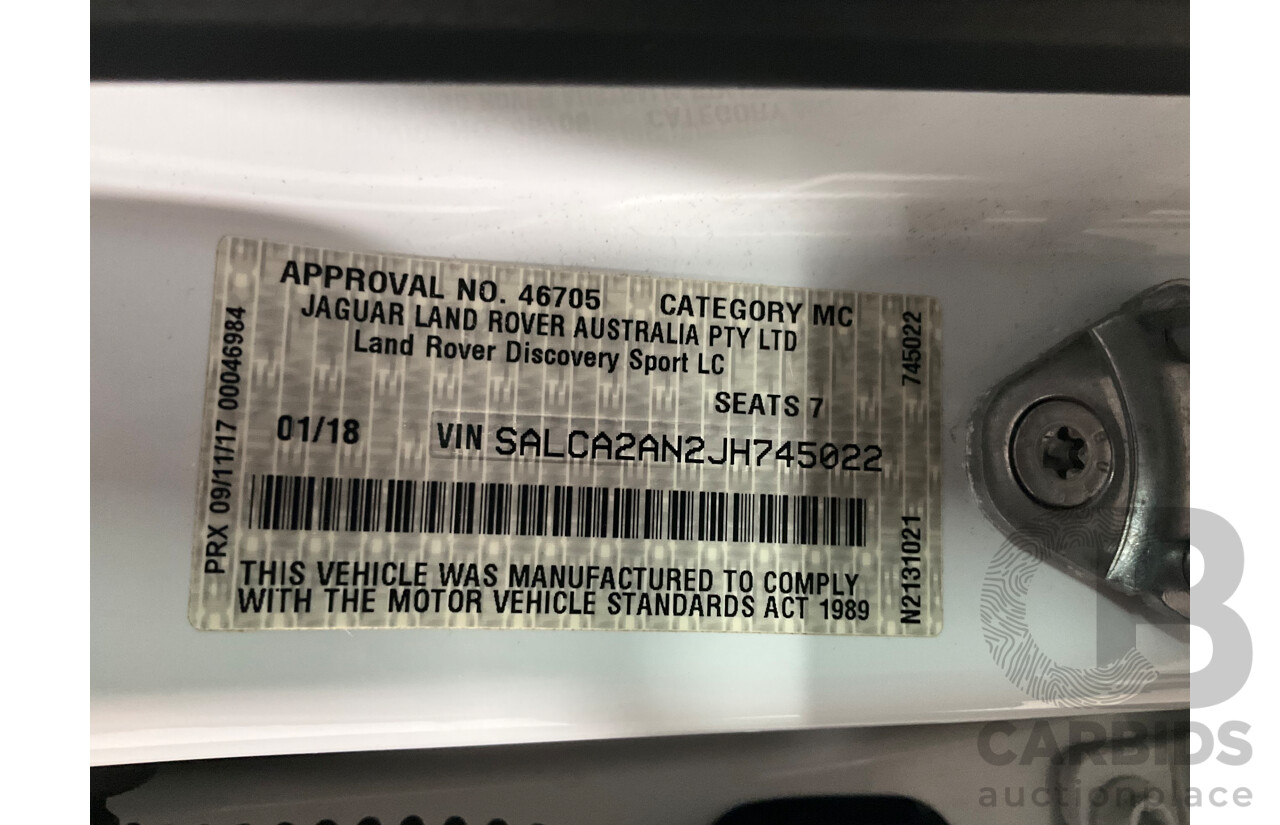 APPROVAL NO. 46705 CATEGORY MC
JAGUAR LAND ROVER AUSTRALIA PTY LTD
Land Rover Discovery Sport LC
SEATS 7
01/18 VIN SALCA2AN2JH745022
THIS VEHICLE WAS MANUFACTURED TO COMPLY
WITH THE MOTOR VEHICLE STANDARDS ACT 1989
PRX 09/11/17 00046984
N2131021 745022
CB
CARBIDS
auctionplace